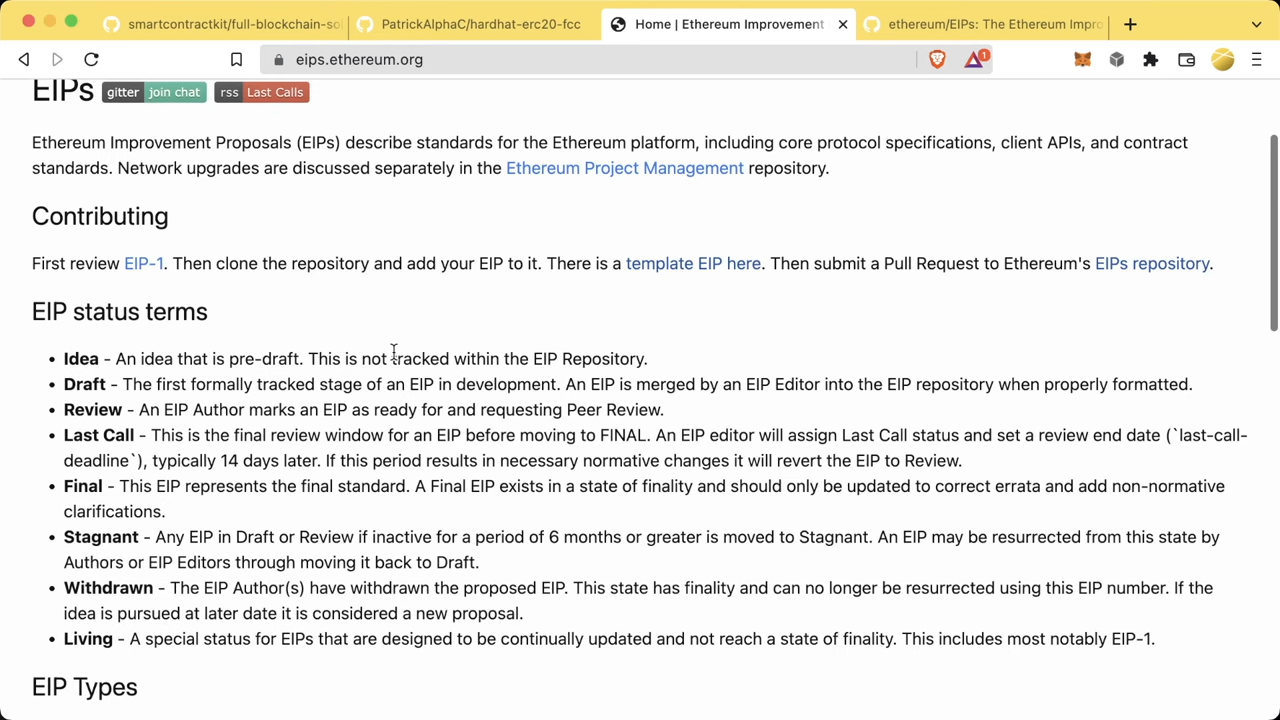 smartcontractkit/full-blockchain-so
PatrickAlphaC/hardhat-erc20-fcc
Home | Ethereum Improvement
ethereum/EIPs: The Ethereum Impro
eips.ethereum.org
1
EIPs gitter join chat rss Last Calls
Ethereum Improvement Proposals (EIPs) describe standards for the Ethereum platform, including core protocol specifications, client APIs, and contract
standards. Network upgrades are discussed separately in the Ethereum Project Management repository.
Contributing
First review EIP-1. Then clone the repository and add your EIP to it. There is a template EIP here. Then submit a Pull Request to Ethereum's EIPs repository.
EIP status terms
• Idea - An idea that is pre-draft. This is not tracked within the EIP Repository.
• Draft - The first formally tracked stage of an EIP in development. An EIP is merged by an EIP Editor into the EIP repository when properly formatted.
• Review - An EIP Author marks an EIP as ready for and requesting Peer Review.
• Last Call - This is the final review window for an EIP before moving to FINAL. An EIP editor will assign Last Call status and set a review end date (`last-call-
deadline`), typically 14 days later. If this period results in necessary normative changes it will revert the EIP to Review.
• Final - This EIP represents the final standard. A Final EIP exists in a state of finality and should only be updated to correct errata and add non-normative
clarifications.
• Stagnant - Any EIP in Draft or Review if inactive for a period of 6 months or greater is moved to Stagnant. An EIP may be resurrected from this state by
Authors or EIP Editors through moving it back to Draft.
• Withdrawn - The EIP Author(s) have withdrawn the proposed EIP. This state has finality and can no longer be resurrected using this EIP number. If the
idea is pursued at later date it is considered a new proposal.
• Living - A special status for EIPs that are designed to be continually updated and not reach a state of finality. This includes most notably EIP-1.
EIP Types